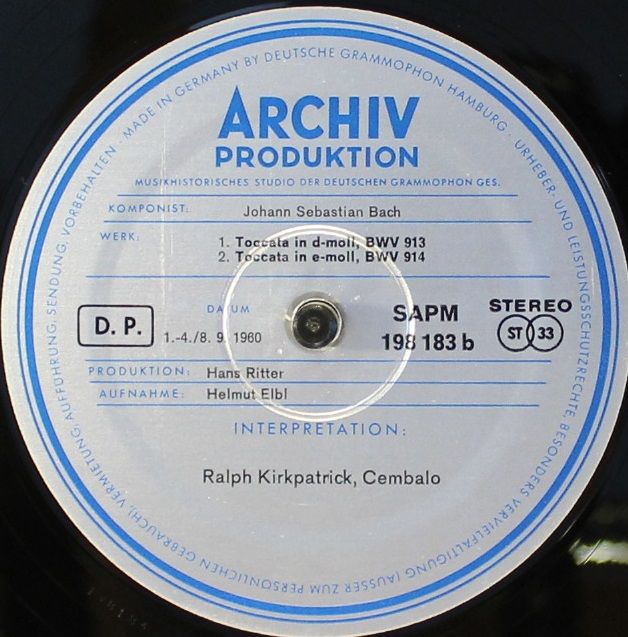 MADE IN GERMANY BY DEUTSCHE GRAMMOPHON HAMBURG · URHEBER- UND LEISTUNGSSCHUTZRECHTE, BESONDERS VERVIELFÄLTIGUNG (AUSSER ZUM PERSÖNLICHEN GEBRAUCH), VERMIETUNG, AUFFÜHRUNG, SENDUNG, VORBEHALTEN ·
ARCHIV
PRODUKTION
MUSIKHISTORISCHES STUDIO DER DEUTSCHEN GRAMMOPHON GES.
KOMPONIST: Johann Sebastian Bach
WERK: 1. Toccata in d-moll, BWV 913
2. Toccata in e-moll, BWV 914
D. P.
DATUM
1.-4./8. 9. 1960
SAPM
198 183 b
STEREO
ST 33
PRODUKTION: Hans Ritter
AUFNAHME: Helmut Elbl
INTERPRETATION:
Ralph Kirkpatrick, Cembalo